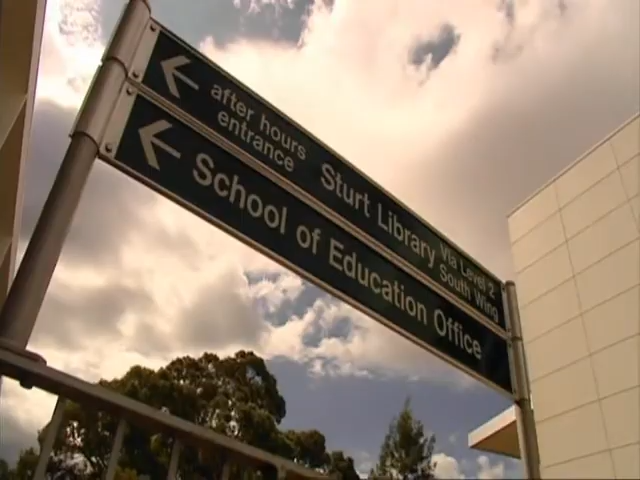 after hours
entrance
Sturt Library
Via Level 2
South Wing
School of Education Office